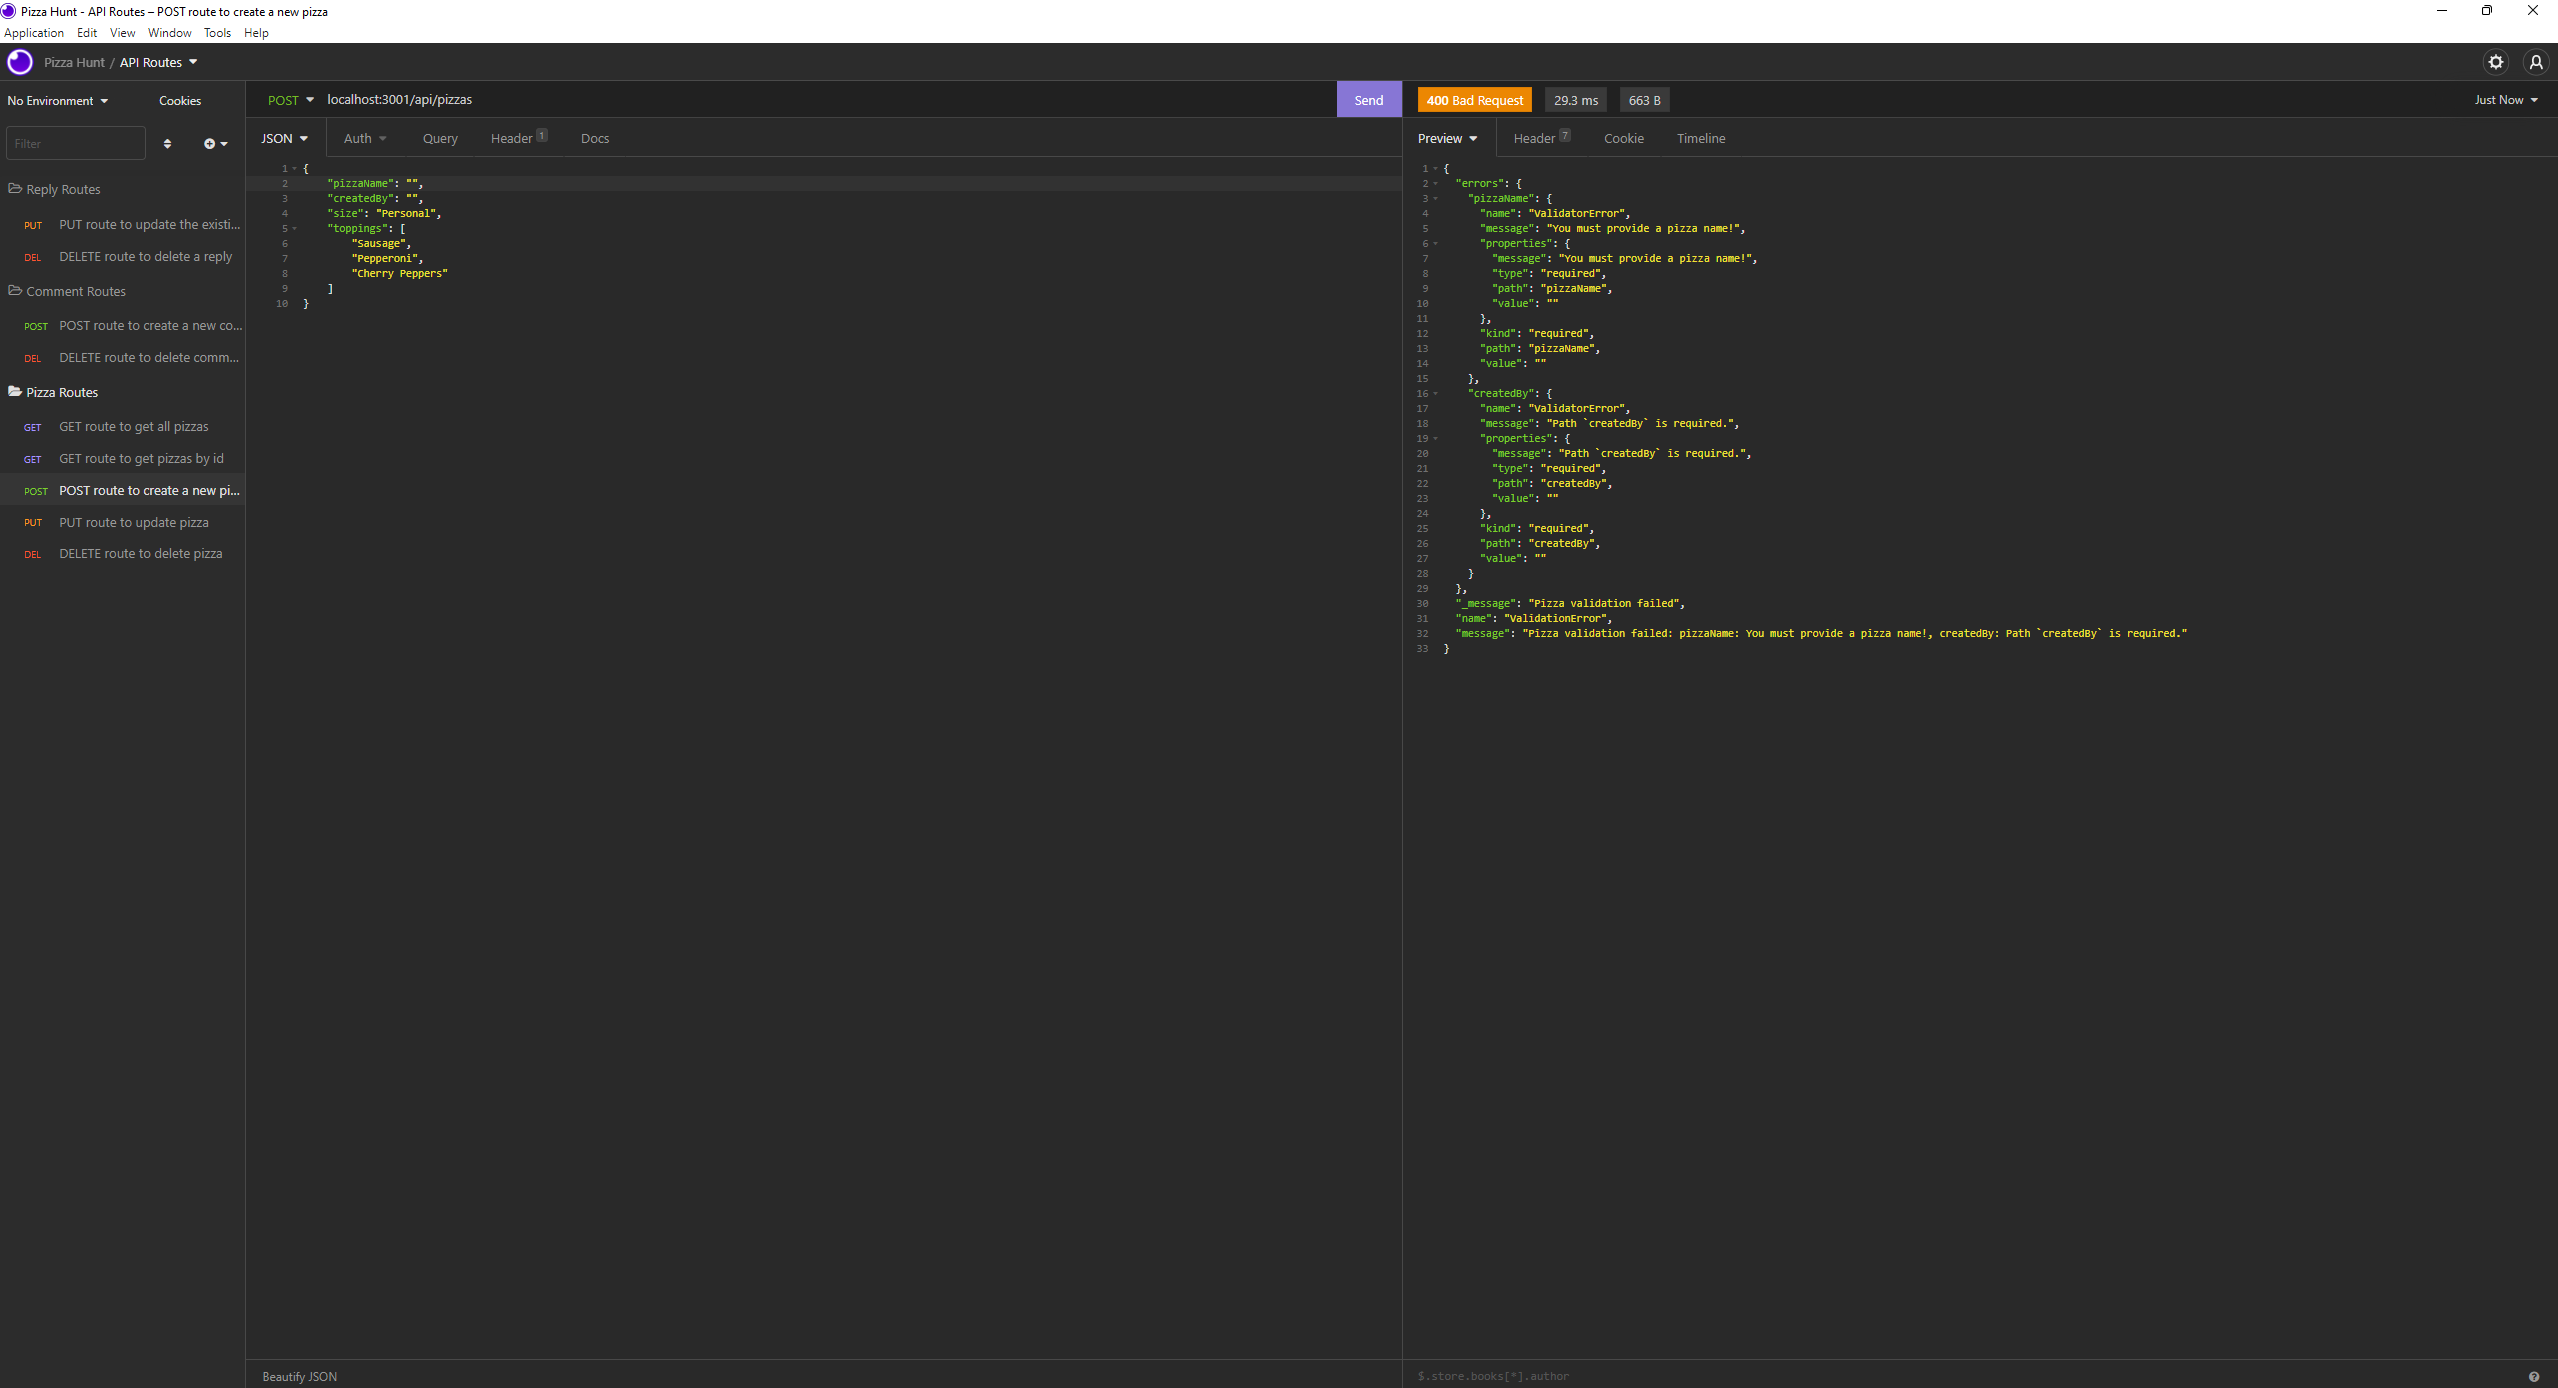 Pizza Hunt - API Routes – POST route to create a new pizza
Application Edit View Window Tools Help
Pizza Hunt / API Routes
No Environment Cookies
Filter
Reply Routes
PUT PUT route to update the existi...
DEL DELETE route to delete a reply
Comment Routes
POST POST route to create a new co...
DEL DELETE route to delete comm...
Pizza Routes
GET GET route to get all pizzas
GET GET route to get pizzas by id
POST POST route to create a new pi...
PUT PUT route to update pizza
DEL DELETE route to delete pizza
POST localhost:3001/api/pizzas Send
JSON Auth Query Header 1 Docs
1 {
2 "pizzaName": "",
3 "createdBy": "",
4 "size": "Personal",
5 "toppings": [
6 "Sausage",
7 "Pepperoni",
8 "Cherry Peppers"
9 ]
10 }
Beautify JSON
400 Bad Request 29.3 ms 663 B Just Now
Preview Header 7 Cookie Timeline
1 {
2 "errors": {
3 "pizzaName": {
4 "name": "ValidatorError",
5 "message": "You must provide a pizza name!",
6 "properties": {
7 "message": "You must provide a pizza name!",
8 "type": "required",
9 "path": "pizzaName",
10 "value": ""
11 },
12 "kind": "required",
13 "path": "pizzaName",
14 "value": ""
15 },
16 "createdBy": {
17 "name": "ValidatorError",
18 "message": "Path `createdBy` is required.",
19 "properties": {
20 "message": "Path `createdBy` is required.",
21 "type": "required",
22 "path": "createdBy",
23 "value": ""
24 },
25 "kind": "required",
26 "path": "createdBy",
27 "value": ""
28 }
29 },
30 "_message": "Pizza validation failed",
31 "name": "ValidationError",
32 "message": "Pizza validation failed: pizzaName: You must provide a pizza name!, createdBy: Path `createdBy` is required."
33 }
$.store.books[*].author